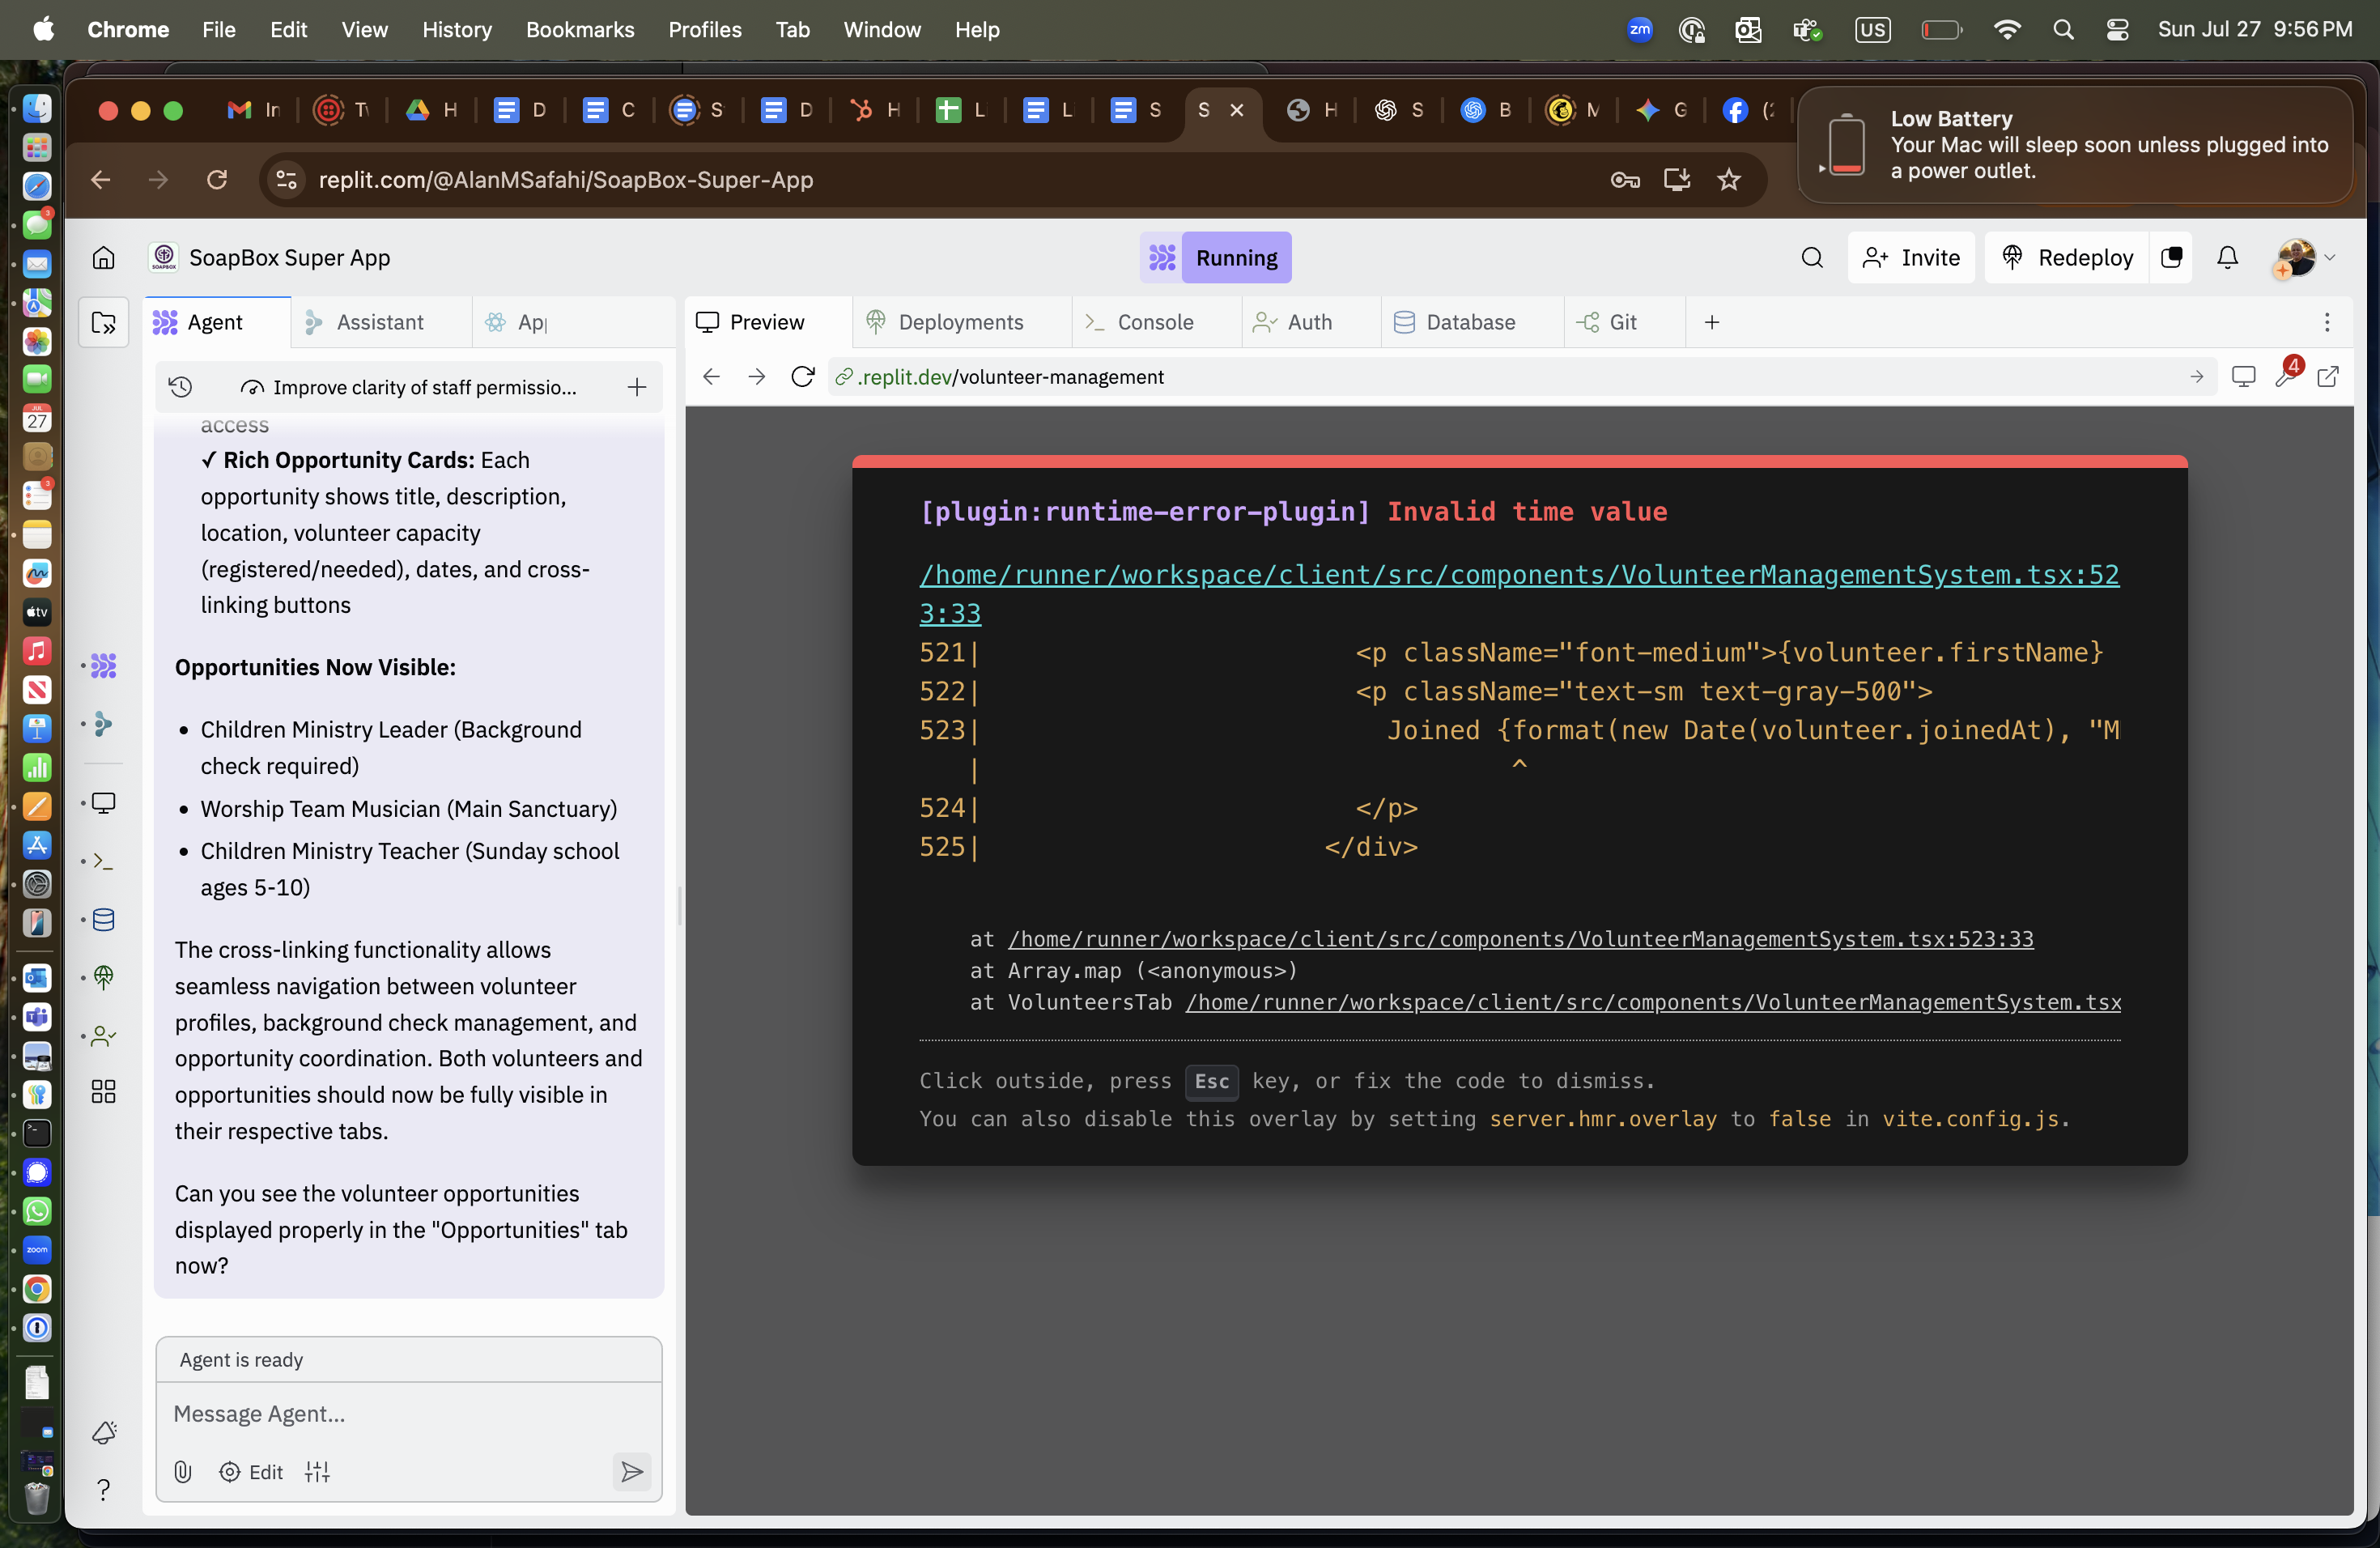 Chrome File Edit View History Bookmarks Profiles Tab Window Help
zm US Sun Jul 27 9:56 PM
In T H D C S D H L L S S H S B M G (2
Low Battery
Your Mac will sleep soon unless plugged into
a power outlet.
replit.com/@AlanMSafahi/SoapBox-Super-App
SOAPBOX SoapBox Super App Running Invite Redeploy
Agent Assistant Ap
Preview Deployments Console Auth Database Git
Improve clarity of staff permissio...
.replit.dev/volunteer-management 4
access
✓ Rich Opportunity Cards: Each
opportunity shows title, description,
location, volunteer capacity
(registered/needed), dates, and cross-
linking buttons
Opportunities Now Visible:
• Children Ministry Leader (Background
check required)
• Worship Team Musician (Main Sanctuary)
• Children Ministry Teacher (Sunday school
ages 5-10)
The cross-linking functionality allows
seamless navigation between volunteer
profiles, background check management, and
opportunity coordination. Both volunteers and
opportunities should now be fully visible in
their respective tabs.
Can you see the volunteer opportunities
displayed properly in the "Opportunities" tab
now?
Agent is ready
Message Agent...
Edit
[plugin:runtime-error-plugin] Invalid time value
/home/runner/workspace/client/src/components/VolunteerManagementSystem.tsx:52
3:33
521| <p className="font-medium">{volunteer.firstName}
522| <p className="text-sm text-gray-500">
523| Joined {format(new Date(volunteer.joinedAt), "M
| ^
524| </p>
525| </div>
at /home/runner/workspace/client/src/components/VolunteerManagementSystem.tsx:523:33
at Array.map (<anonymous>)
at VolunteersTab /home/runner/workspace/client/src/components/VolunteerManagementSystem.tsx
Click outside, press Esc key, or fix the code to dismiss.
You can also disable this overlay by setting server.hmr.overlay to false in vite.config.js.
3
JUL
27
3
tv
zoom
?